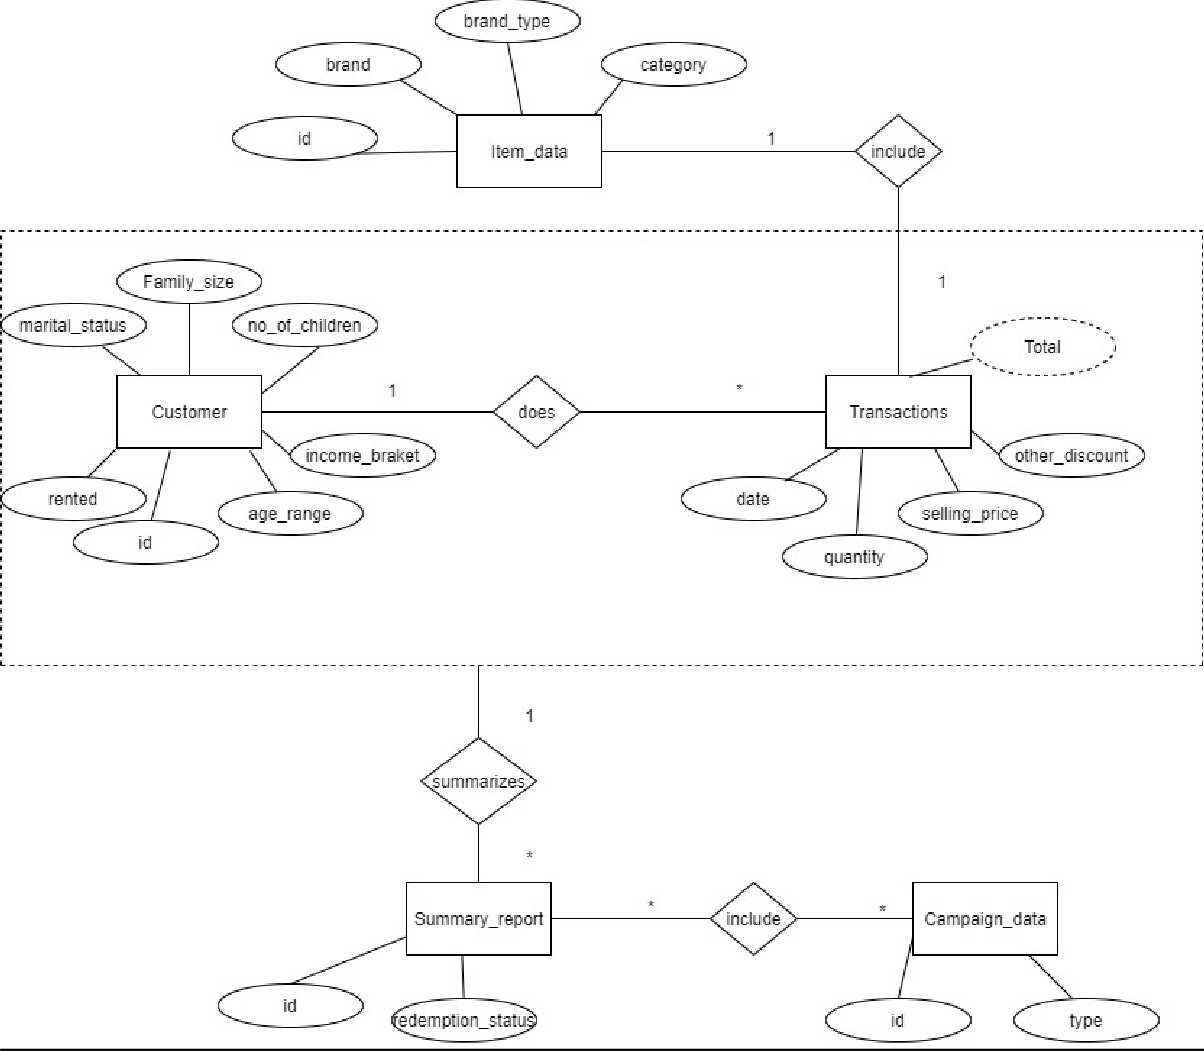 brand_type
brand
category
id
Item_data
1
include
1
Family_size
marital_status
no_of_children
Total
Customer
1
does
*
Transactions
income_braket
other_discount
rented
age_range
id
date
selling_price
quantity
1
summarizes
*
Summary_report
*
include
*
Campaign_data
id
redemption_status
id
type